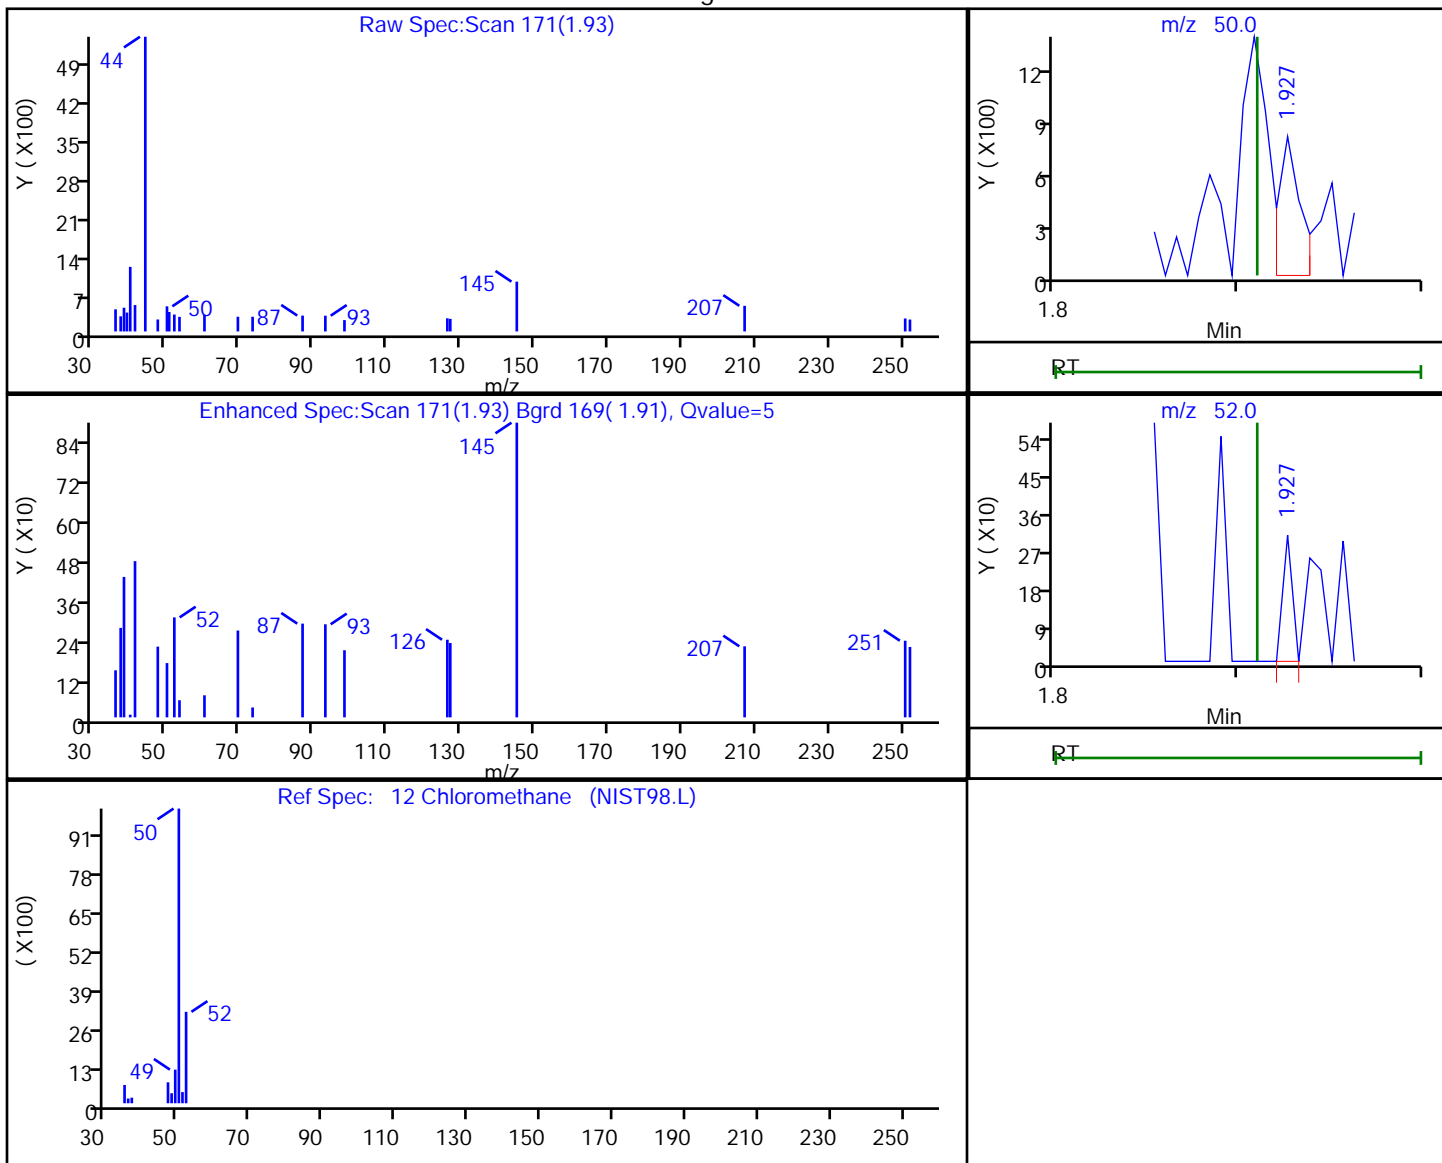 Raw Spec:Scan 171(1.93)
Y ( X100)
49
42
35
28
21
14
7
0
44
50
87
93
145
207
30 50 70 90 110 130 150 170 190 210 230 250
m/z
m/z 50.0
Y ( X100)
12
9
6
3
0
1.927
1.8
Min
RT
Enhanced Spec:Scan 171(1.93) Bgrd 169( 1.91), Qvalue=5
Y ( X10)
84
72
60
48
36
24
12
0
52
87
93
126
145
207
251
30 50 70 90 110 130 150 170 190 210 230 250
m/z
m/z 52.0
Y ( X10)
54
45
36
27
18
9
0
1.927
1.8
Min
RT
Ref Spec: 12 Chloromethane (NIST98.L)
( X100)
91
78
65
52
39
26
13
0
50
49
52
30 50 70 90 110 130 150 170 190 210 230 250